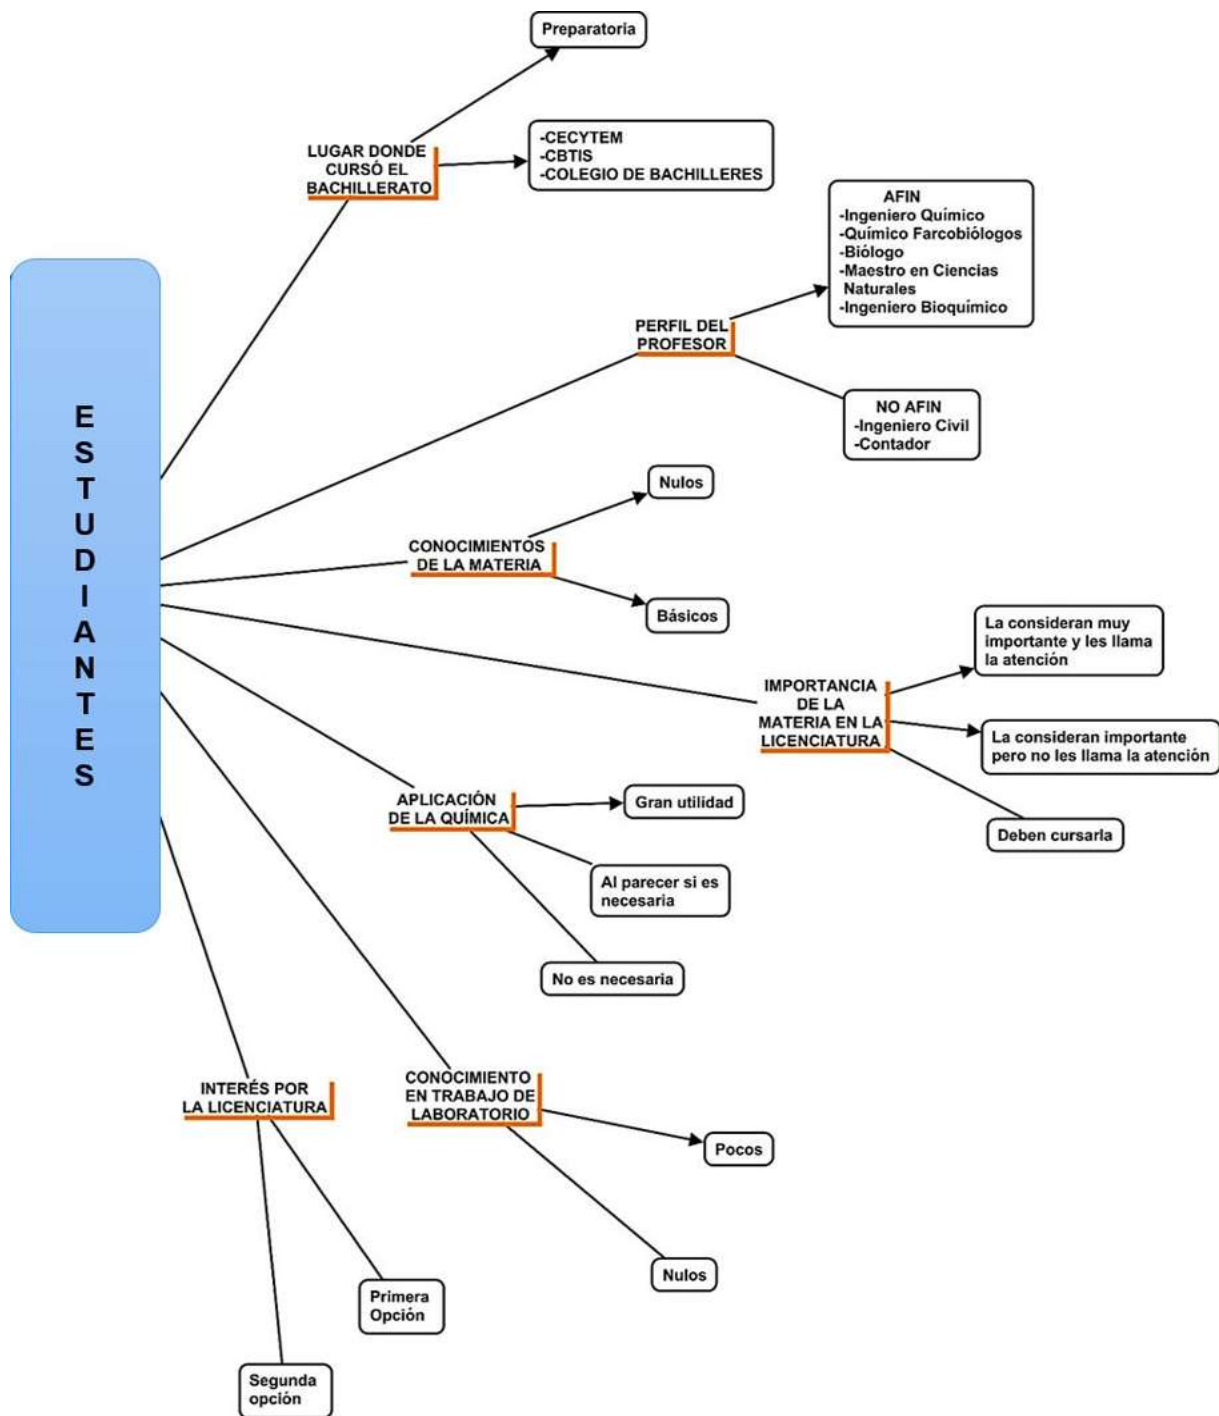 ESTUDIANTES
Preparatoria
LUGAR DONDE
CURSÓ EL
BACHILLERATO
-CECYTEM
-CBTIS
-COLEGIO DE BACHILLERES
AFIN
-Ingeniero Químico
-Químico Farcobiólogos
-Biólogo
-Maestro en Ciencias
Naturales
-Ingeniero Bioquímico
PERFIL DEL
PROFESOR
NO AFIN
-Ingeniero Civil
-Contador
Nulos
CONOCIMIENTOS
DE LA MATERIA
Básicos
La consideran muy
importante y les llama
la atención
IMPORTANCIA
DE LA
MATERIA EN LA
LICENCIATURA
La consideran importante
pero no les llama la atención
Deben cursarla
APLICACIÓN
DE LA QUÍMICA
Gran utilidad
Al parecer si es
necesaria
No es necesaria
CONOCIMIENTO
EN TRABAJO DE
LABORATORIO
Pocos
Nulos
INTERÉS POR
LA LICENCIATURA
Primera
Opción
Segunda
opción